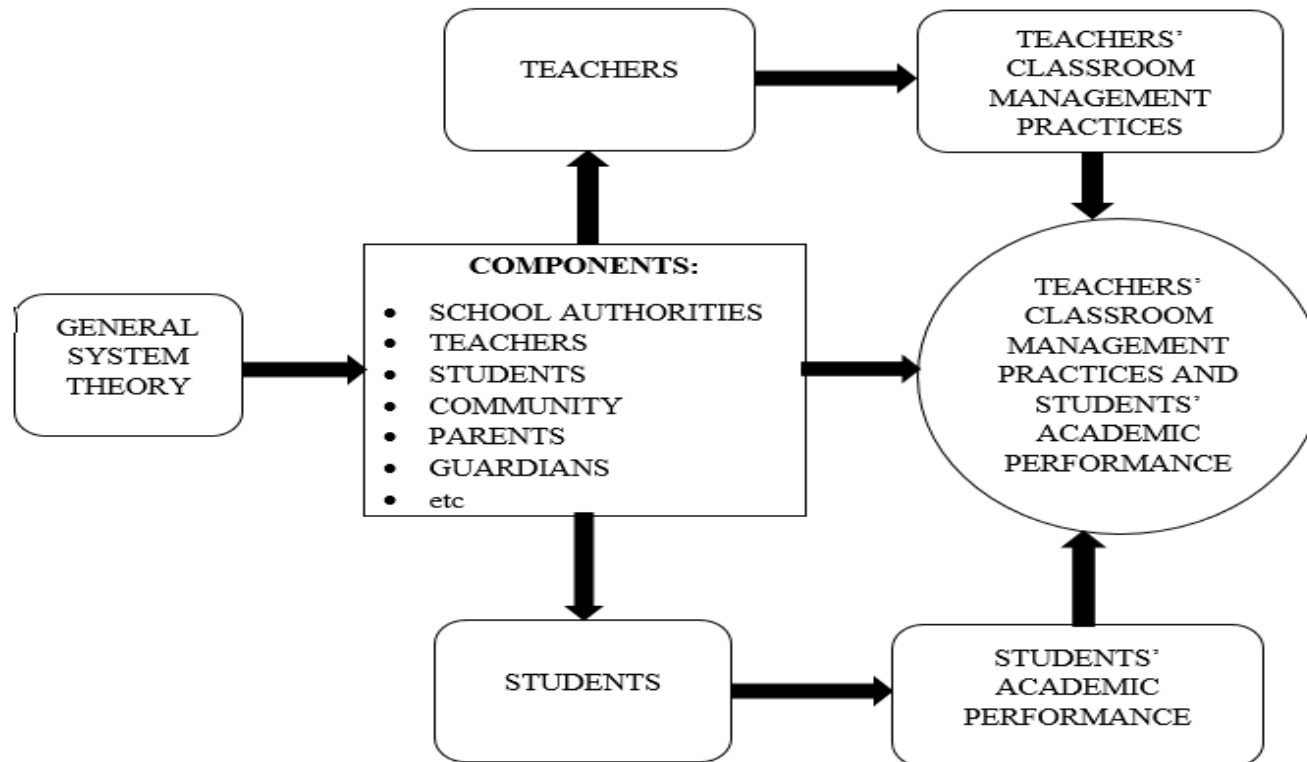 TEACHERS
TEACHERS’
CLASSROOM
MANAGEMENT
PRACTICES
GENERAL
SYSTEM
THEORY
COMPONENTS:
• SCHOOL AUTHORITIES
• TEACHERS
• STUDENTS
• COMMUNITY
• PARENTS
• GUARDIANS
• etc
TEACHERS’
CLASSROOM
MANAGEMENT
PRACTICES AND
STUDENTS’
ACADEMIC
PERFORMANCE
STUDENTS
STUDENTS’
ACADEMIC
PERFORMANCE